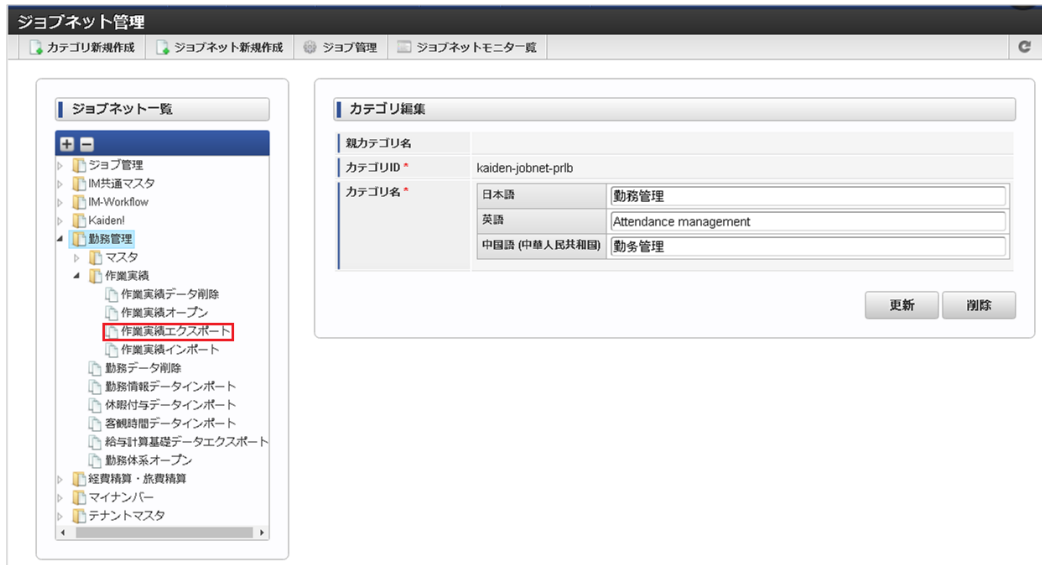 ジョブネット管理
カテゴリ新規作成 ジョブネット新規作成 ジョブ管理 ジョブネットモニター覧
ジョブネット一覧
ジョブ管理
IM共通マスタ
IM-Workflow
Kaiden!
勤務管理
マスタ
作業実績
作業実績データ削除
作業実績オープン
作業実績エクスポート
作業実績インポート
勤務データ削除
勤務情報データインポート
休暇付与データインポート
客観時間データインポート
給与計算基礎データエクスポート
勤務体系オープン
経費精算・旅費精算
マイナンバー
テナントマスタ
カテゴリ編集
親カテゴリ名
カテゴリID * kaiden-jobnet-prlb
カテゴリ名 * 日本語 勤務管理
英語 Attendance management
中国語 (中華人民共和国) 勤务管理
更新 削除